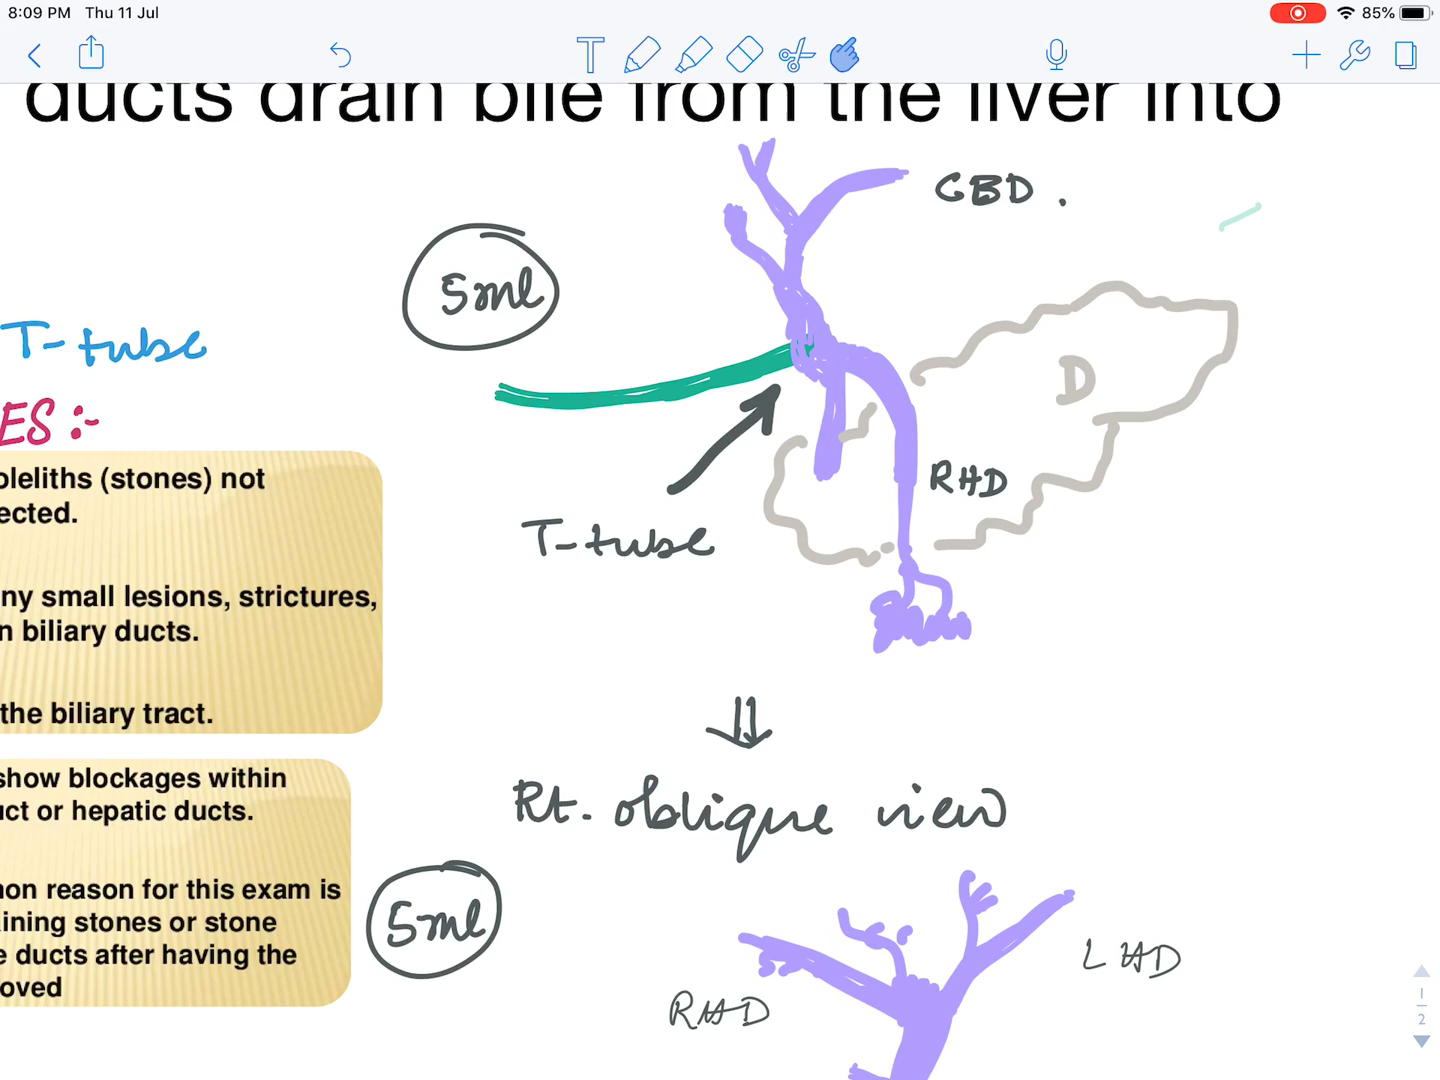 8:09 PM Thu 11 Jul
85%
T
ducts drain bile from the liver into
CBD.
5ml
T-tube
ES :-
D
RHD
T-tube
oleliths (stones) not
ected.
ny small lesions, strictures,
n biliary ducts.
the biliary tract.
⇓
Rt. oblique view
show blockages within
uct or hepatic ducts.
non reason for this exam is
ining stones or stone
e ducts after having the
oved
5ml
LHD
RHD
1
2